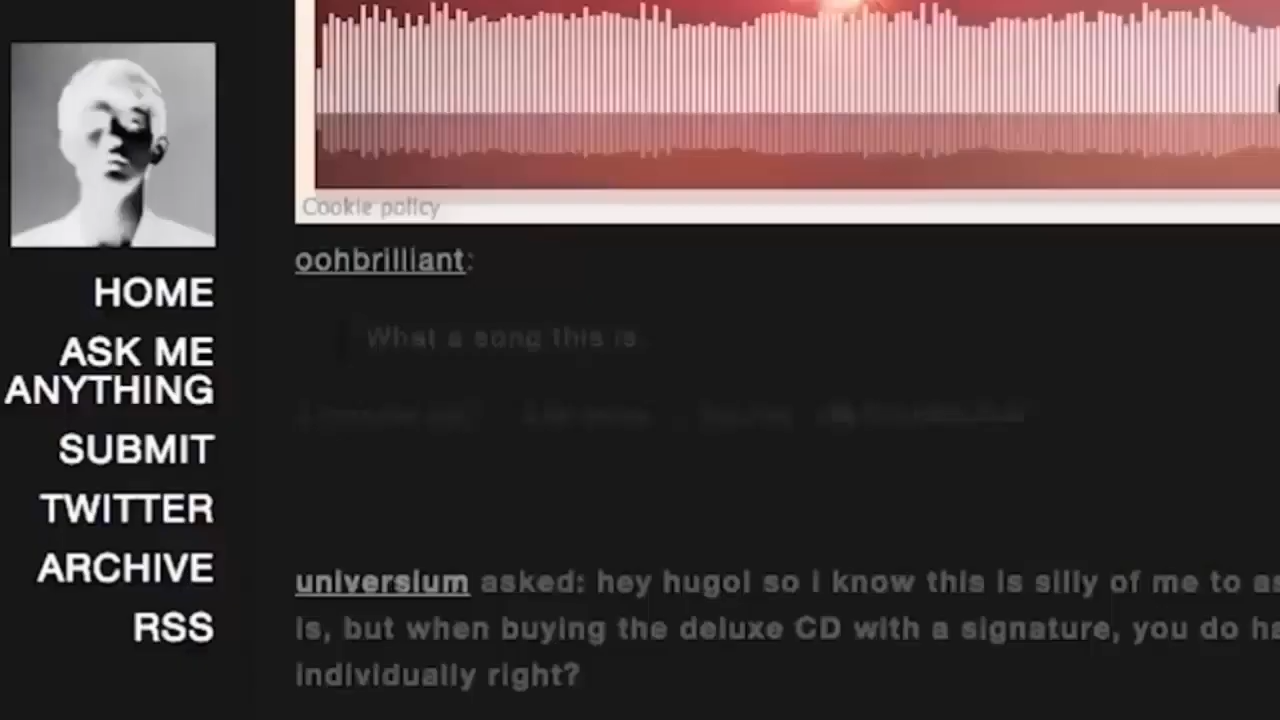 Cookie policy
oohbrilliant:
What a song this is.
HOME
ASK ME
ANYTHING
SUBMIT
TWITTER
ARCHIVE
RSS
universium asked: hey hugo! so i know this is silly of me to as
is, but when buying the deluxe CD with a signature, you do ha
individually right?